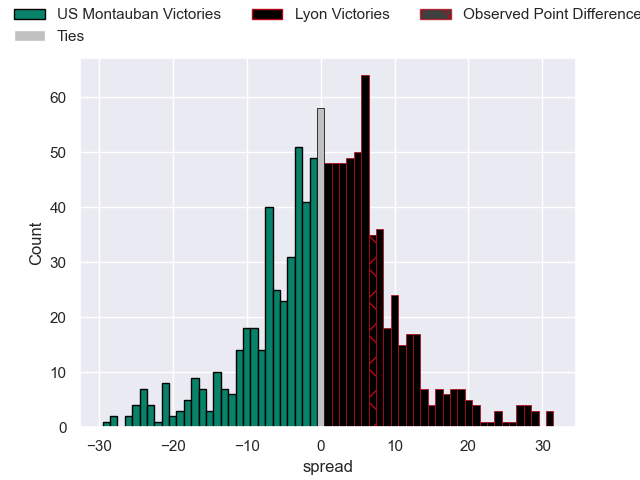 US Montauban Victories
Lyon Victories
Observed Point Difference
Ties
60
50
40
30
20
10
0
Count
−30
−20
−10
0
10
20
30
spread